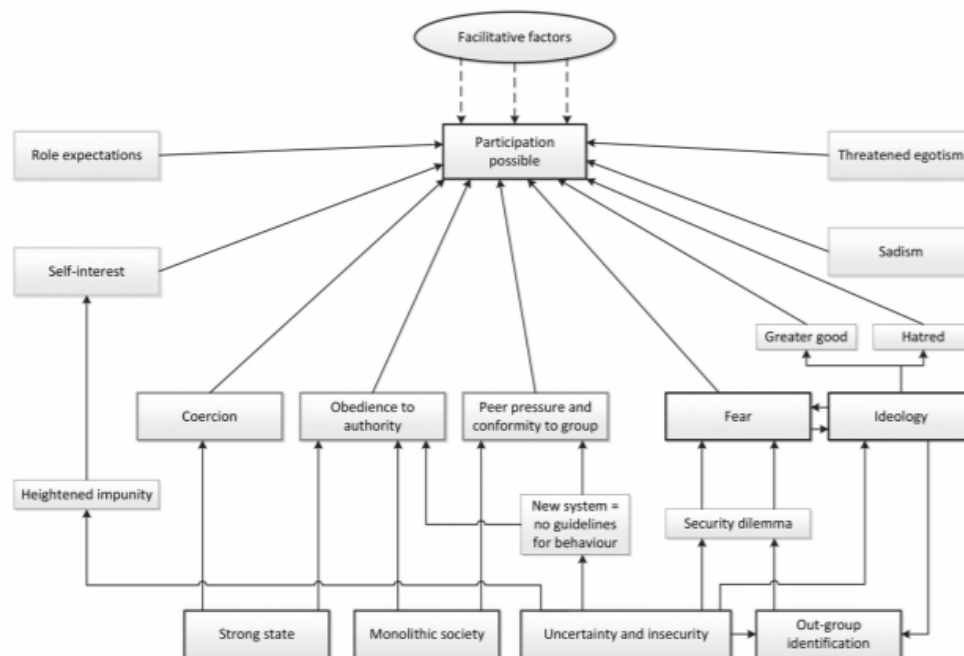 Facilitative factors
Role expectations
Participation
possible
Threatened egotism
Self-interest
Sadism
Greater good
Hatred
Coercion
Obedience to
authority
Peer pressure and
conformity to group
Fear
Ideology
Heightened impunity
New system =
no guidelines
for behaviour
Security dilemma
Strong state
Monolithic society
Uncertainty and insecurity
Out-group
identification